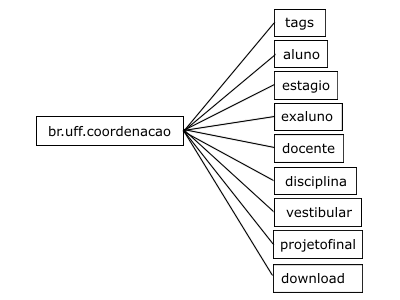 br.uff.coordenacao
tags
aluno
estagio
exaluno
docente
disciplina
vestibular
projetofinal
download